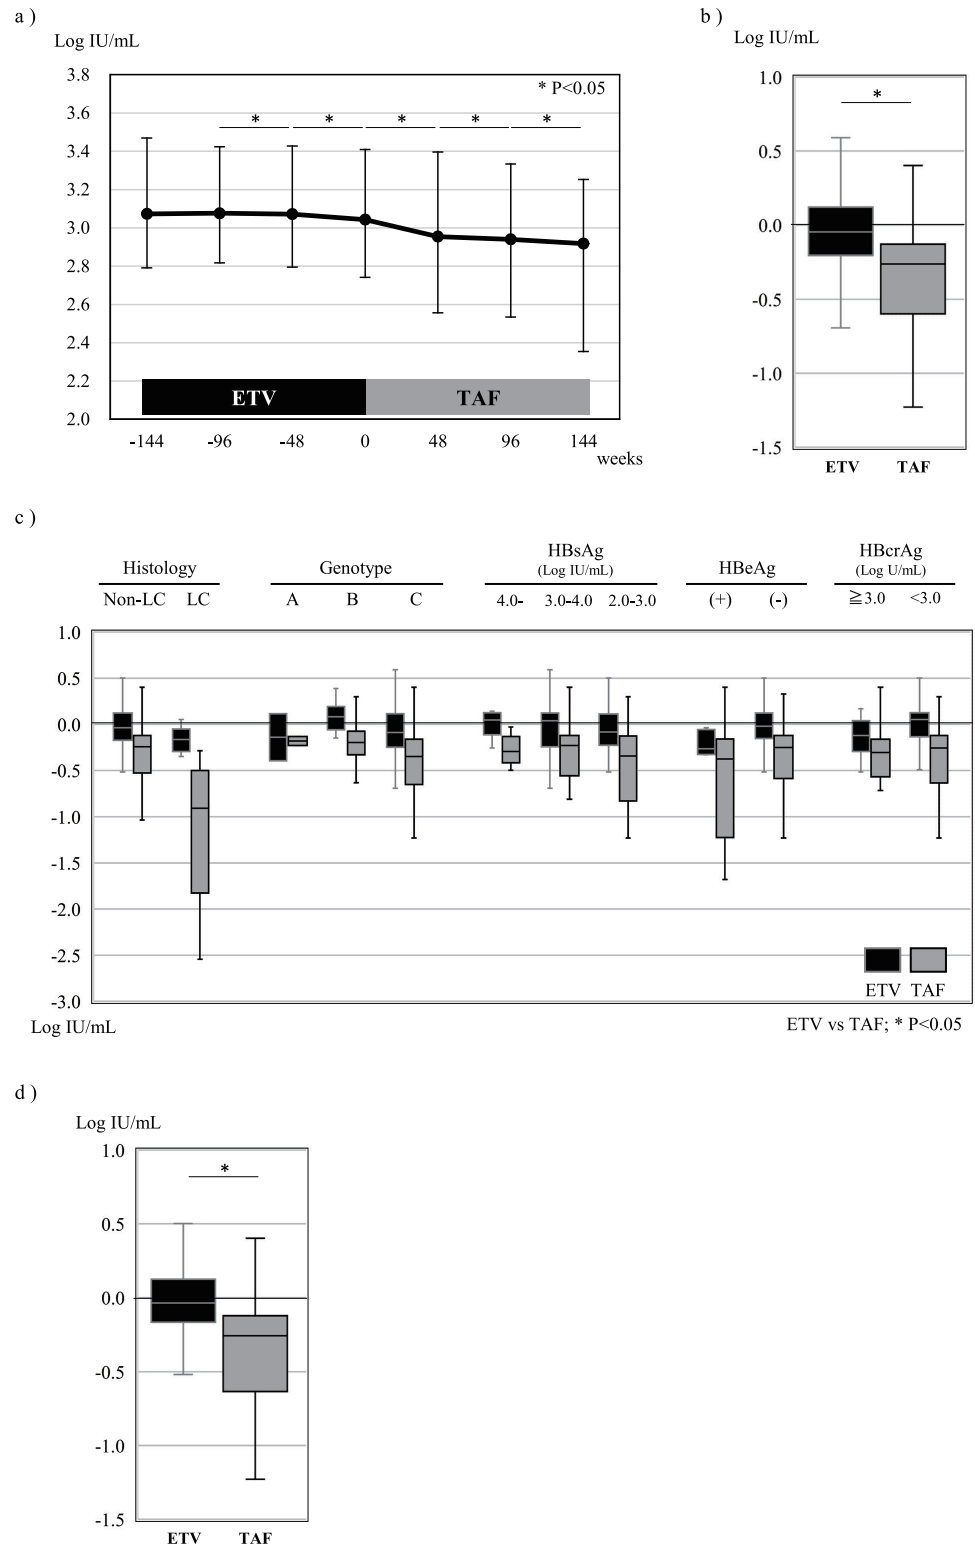 a )
Log IU/mL
3.8
* P<0.05
3.6
* * * * *
3.4
3.2
3.0
2.8
2.6
2.4
2.2
ETV TAF
2.0
-144 -96 -48 0 48 96 144
weeks
b )
Log IU/mL
1.0
*
0.5
0.0
-0.5
-1.0
-1.5
ETV TAF
c )
Histology Genotype HBsAg (Log IU/mL) HBeAg HBcrAg (Log U/mL)
Non-LC LC A B C 4.0- 3.0-4.0 2.0-3.0 (+) (-) ≧3.0 <3.0
1.0
0.5
0.0
-0.5
-1.0
-1.5
-2.0
-2.5
ETV TAF
-3.0
Log IU/mL
ETV vs TAF; * P<0.05
d )
Log IU/mL
1.0
*
0.5
0.0
-0.5
-1.0
-1.5
ETV TAF